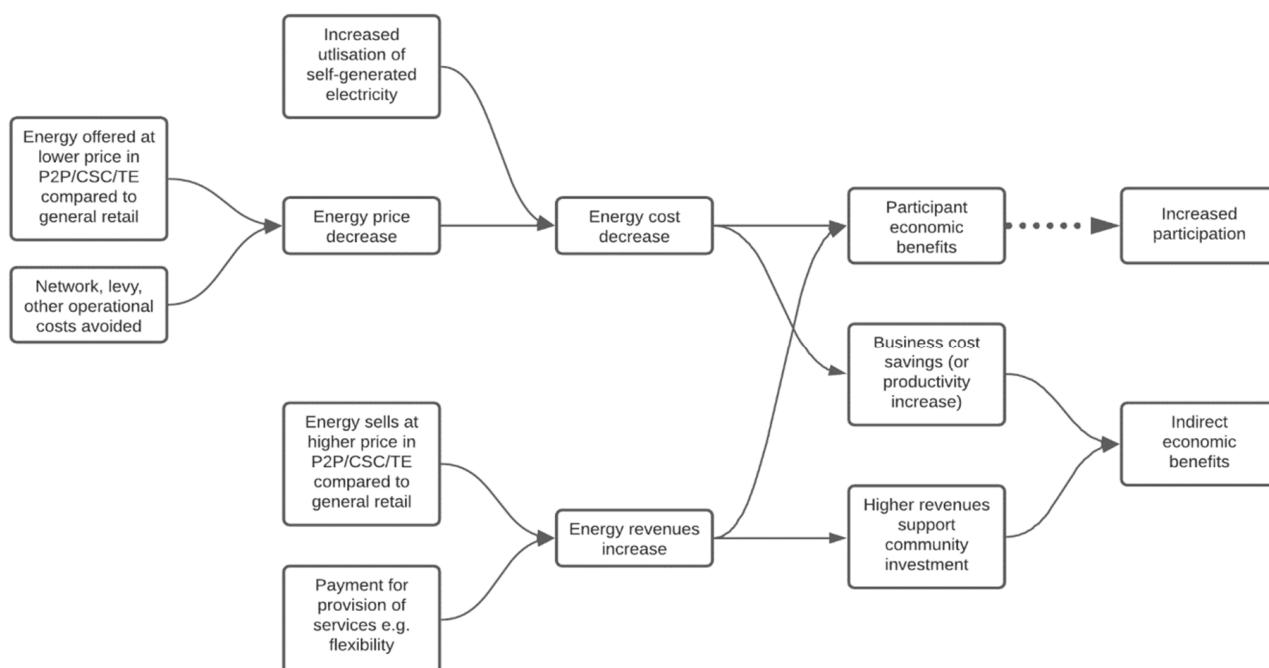 Increased
utlisation of
self-generated
electricity
Energy offered at
lower price in
P2P/CSC/TE
compared to
general retail
Energy price
decrease
Energy cost
decrease
Participant
economic
benefits
Increased
participation
Network, levy,
other operational
costs avoided
Business cost
savings (or
productivity
increase)
Energy sells at
higher price in
P2P/CSC/TE
compared to
general retail
Indirect
economic
benefits
Energy revenues
increase
Higher revenues
support
community
investment
Payment for
provision of
services e.g.
flexibility